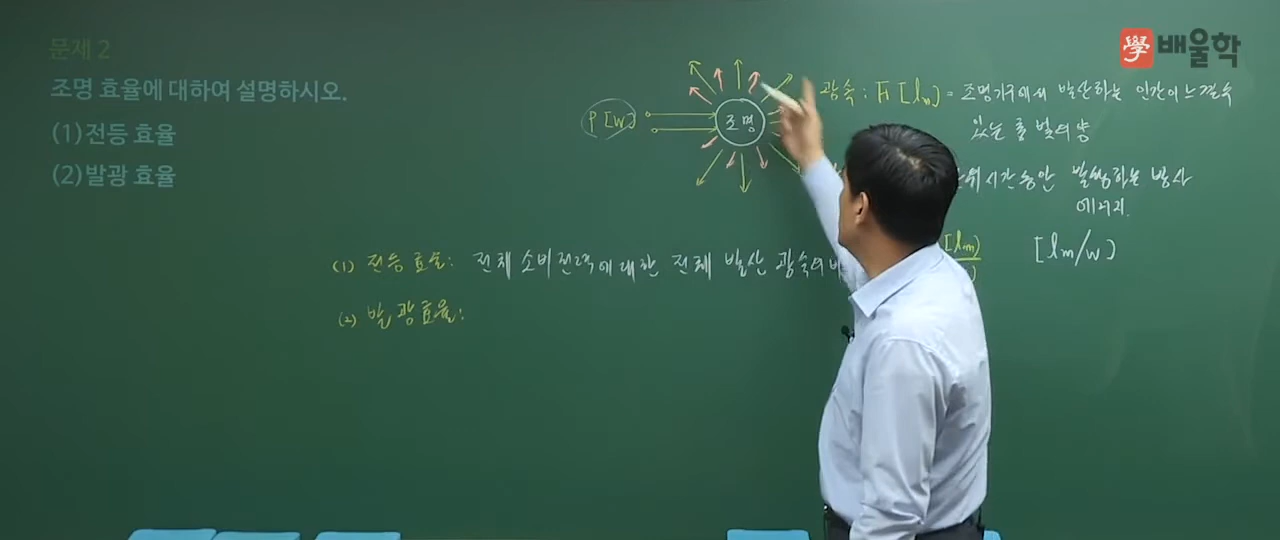 學 배울학
문제 2
조명 효율에 대하여 설명하시오.
(1) 전등 효율
(2) 발광 효율
P [W]
조명
광속 : F [lm] = 조명기구에서 발산하는 인간이 느낄수
있는 총 빛의 양
위시간동안 발생하는 방사
에너지.
(1) 전등효율: 전체 소비전력에 대한 전체 발산 광속의 [lm] [lm/W]
(2) 발광효율: